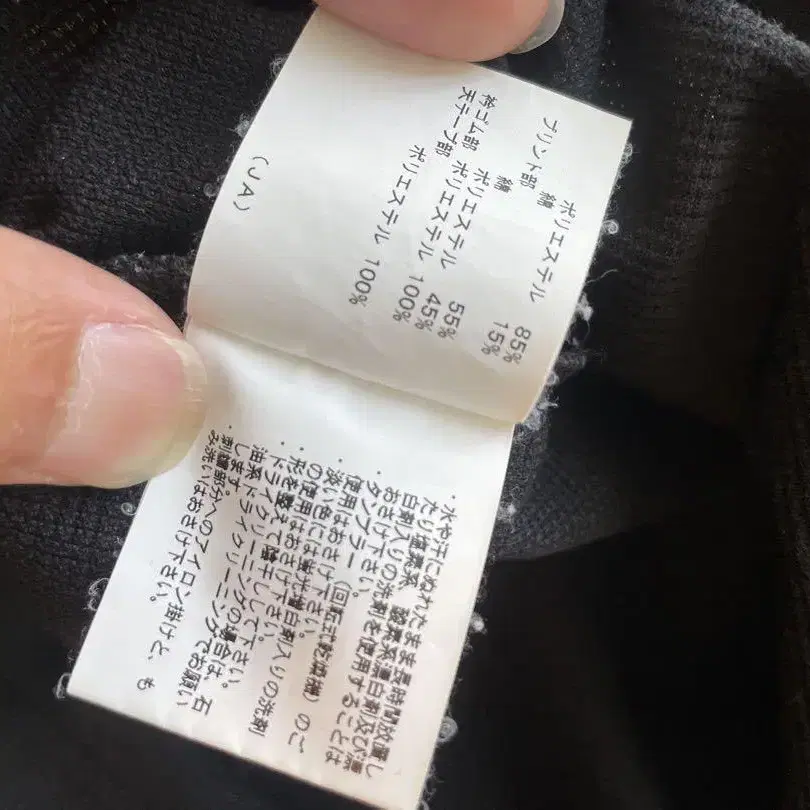 ポリエステル 85%
綿 15%
プリント部 綿 55%
ポリエステル 45%
衿ゴム部 ポリエステル 100%
天テープ部 ポリエステル 100%
(JA)
・水や汗にぬれたまま長時間放置し
たり塩素系、酸素系漂白剤及び漂
白剤入りの洗剤を使用することは
おさけ下さい。
・タンブラー(回転式乾燥機)のご
使用はおさけ下さい。
・淡い色には蛍光増白剤入りの洗剤
の使用はおさけ下さい。
・形を整えて陰干しして下さい。
・ドライクリーニングの場合は、石
油系ドライクリーニングでお願い
します。
・刺繍部分へのアイロン掛けと、も
み洗いはおさけ下さい。